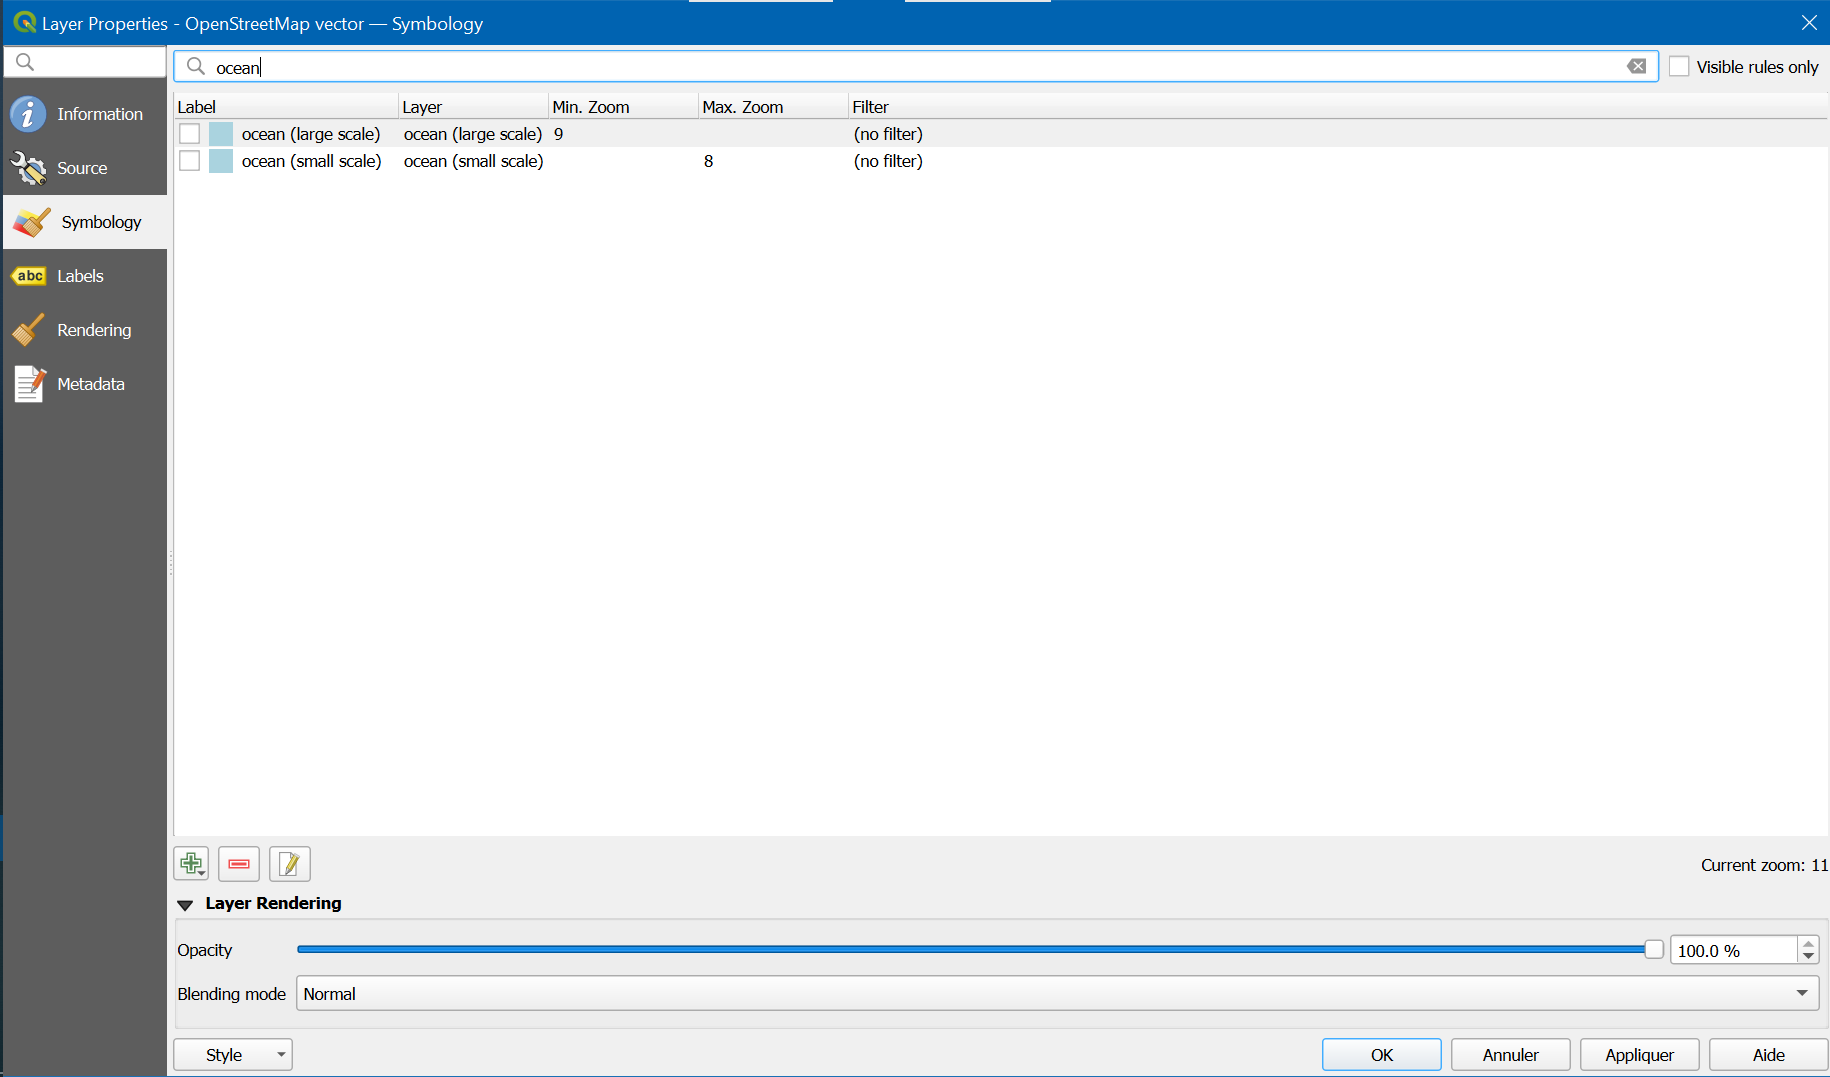 Layer Properties - OpenStreetMap vector — Symbology
ocean
Visible rules only
Information
Source
Symbology
abc Labels
Rendering
Metadata
Label Layer Min. Zoom Max. Zoom Filter
ocean (large scale) ocean (large scale) 9 (no filter)
ocean (small scale) ocean (small scale) 8 (no filter)
Current zoom: 11
Layer Rendering
Opacity 100.0 %
Blending mode Normal
Style OK Annuler Appliquer Aide